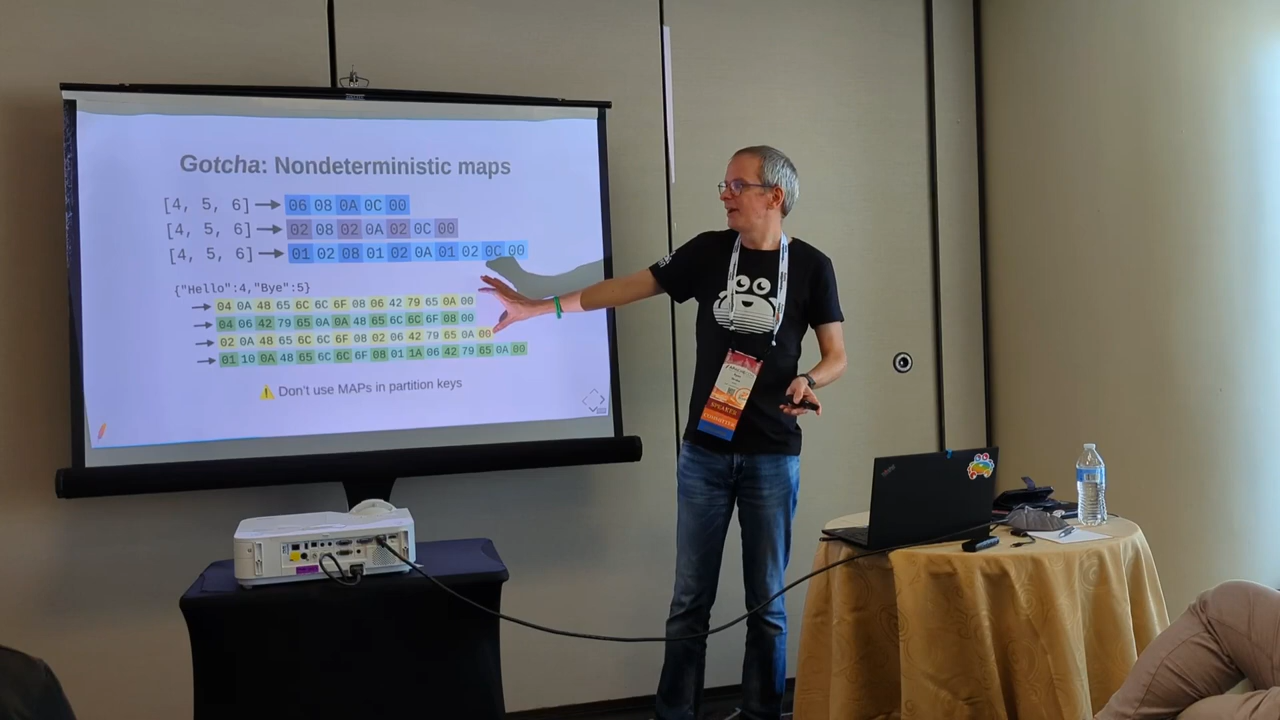 Gotcha: Nondeterministic maps
[4, 5, 6] → 06 08 0A 0C 00
[4, 5, 6] → 02 08 02 0A 02 0C 00
[4, 5, 6] → 01 02 08 01 02 0A 01 02 0C 00
{"Hello":4,"Bye":5}
→ 04 0A 48 65 6C 6C 6F 08 06 42 79 65 0A 00
→ 04 06 42 79 65 0A 0A 48 65 6C 6C 6F 08 00
→ 02 0A 48 65 6C 6C 6F 08 02 06 42 79 65 0A 00
→ 01 10 0A 48 65 6C 6C 6F 08 01 1A 06 42 79 65 0A 00
⚠ Don't use MAPs in partition keys
SPEAKER
COMMITTER